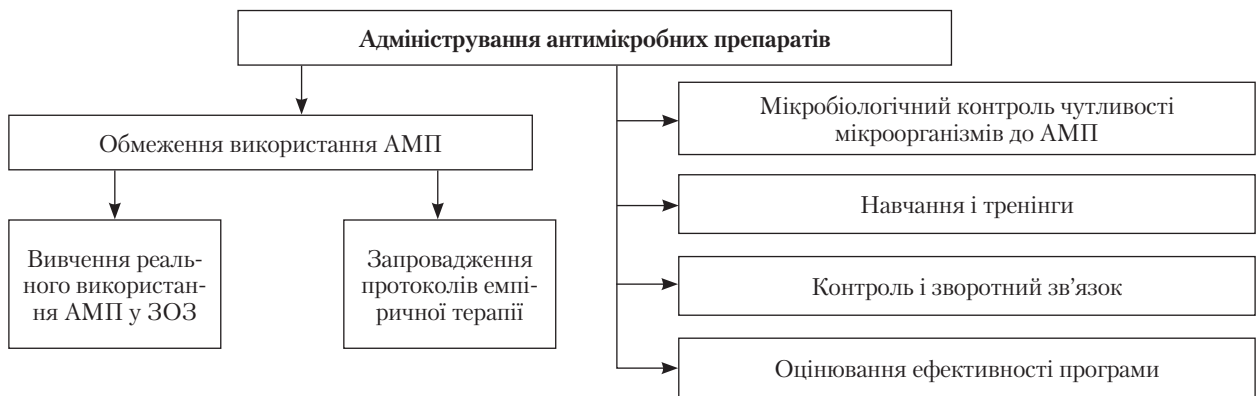 Адміністрування антимікробних препаратів
Обмеження використання АМП
Вивчення реаль-
ного використан-
ня АМП у ЗОЗ
Запровадження
протоколів емпі-
ричної терапії
Мікробіологічний контроль чутливості
мікроорганізмів до АМП
Навчання і тренінги
Контроль і зворотний зв'язок
Оцінювання ефективності програми